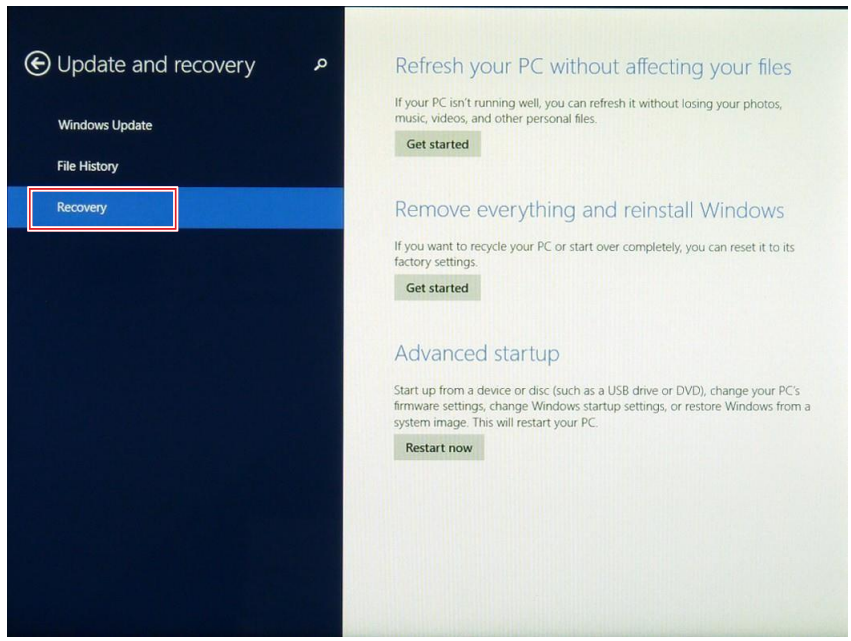 Update and recovery
Windows Update
File History
Recovery
Refresh your PC without affecting your files
If your PC isn't running well, you can refresh it without losing your photos,
music, videos, and other personal files.
Get started
Remove everything and reinstall Windows
If you want to recycle your PC or start over completely, you can reset it to its
factory settings.
Get started
Advanced startup
Start up from a device or disc (such as a USB drive or DVD), change your PC's
firmware settings, change Windows startup settings, or restore Windows from a
system image. This will restart your PC.
Restart now